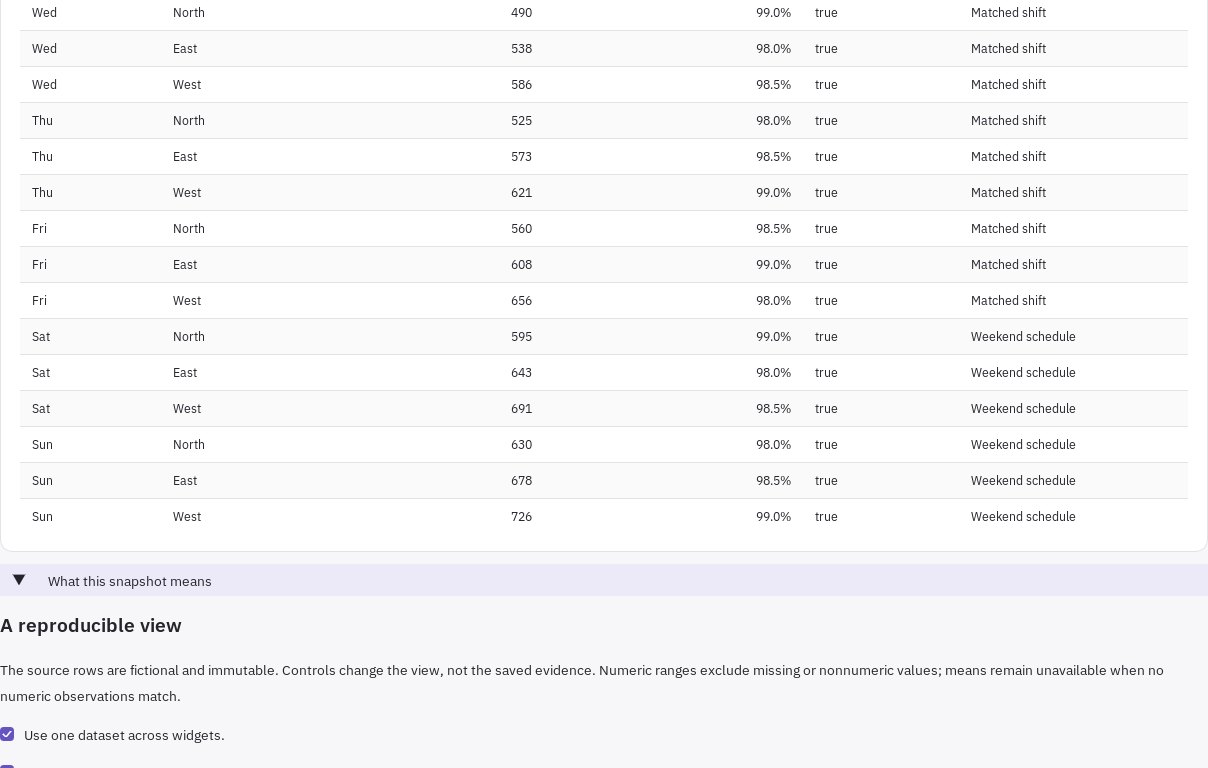 Wed North 490 99.0% true Matched shift
Wed East 538 98.0% true Matched shift
Wed West 586 98.5% true Matched shift
Thu North 525 98.0% true Matched shift
Thu East 573 98.5% true Matched shift
Thu West 621 99.0% true Matched shift
Fri North 560 98.5% true Matched shift
Fri East 608 99.0% true Matched shift
Fri West 656 98.0% true Matched shift
Sat North 595 99.0% true Weekend schedule
Sat East 643 98.0% true Weekend schedule
Sat West 691 98.5% true Weekend schedule
Sun North 630 98.0% true Weekend schedule
Sun East 678 98.5% true Weekend schedule
Sun West 726 99.0% true Weekend schedule
What this snapshot means
A reproducible view
The source rows are fictional and immutable. Controls change the view, not the saved evidence. Numeric ranges exclude missing or nonnumeric values; means remain unavailable when no
numeric observations match.
Use one dataset across widgets.